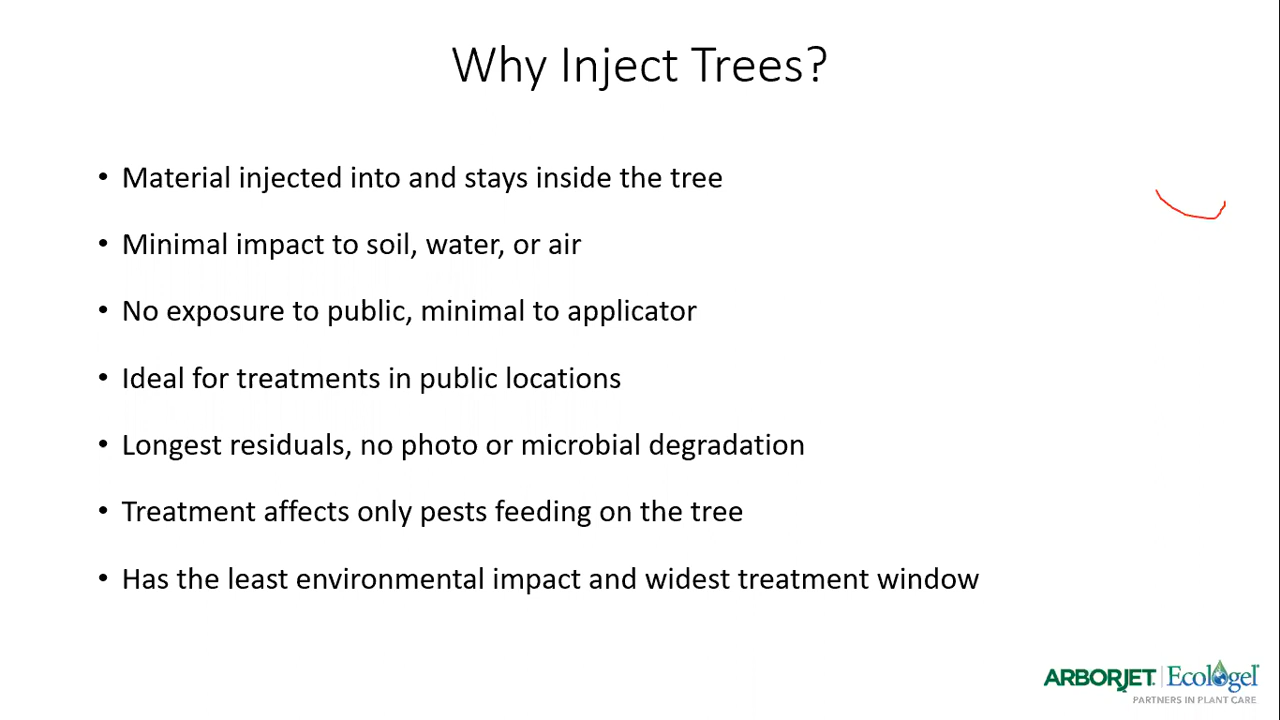 Why Inject Trees?
• Material injected into and stays inside the tree
• Minimal impact to soil, water, or air
• No exposure to public, minimal to applicator
• Ideal for treatments in public locations
• Longest residuals, no photo or microbial degradation
• Treatment affects only pests feeding on the tree
• Has the least environmental impact and widest treatment window
ARBORJET | Ecologel
PARTNERS IN PLANT CARE